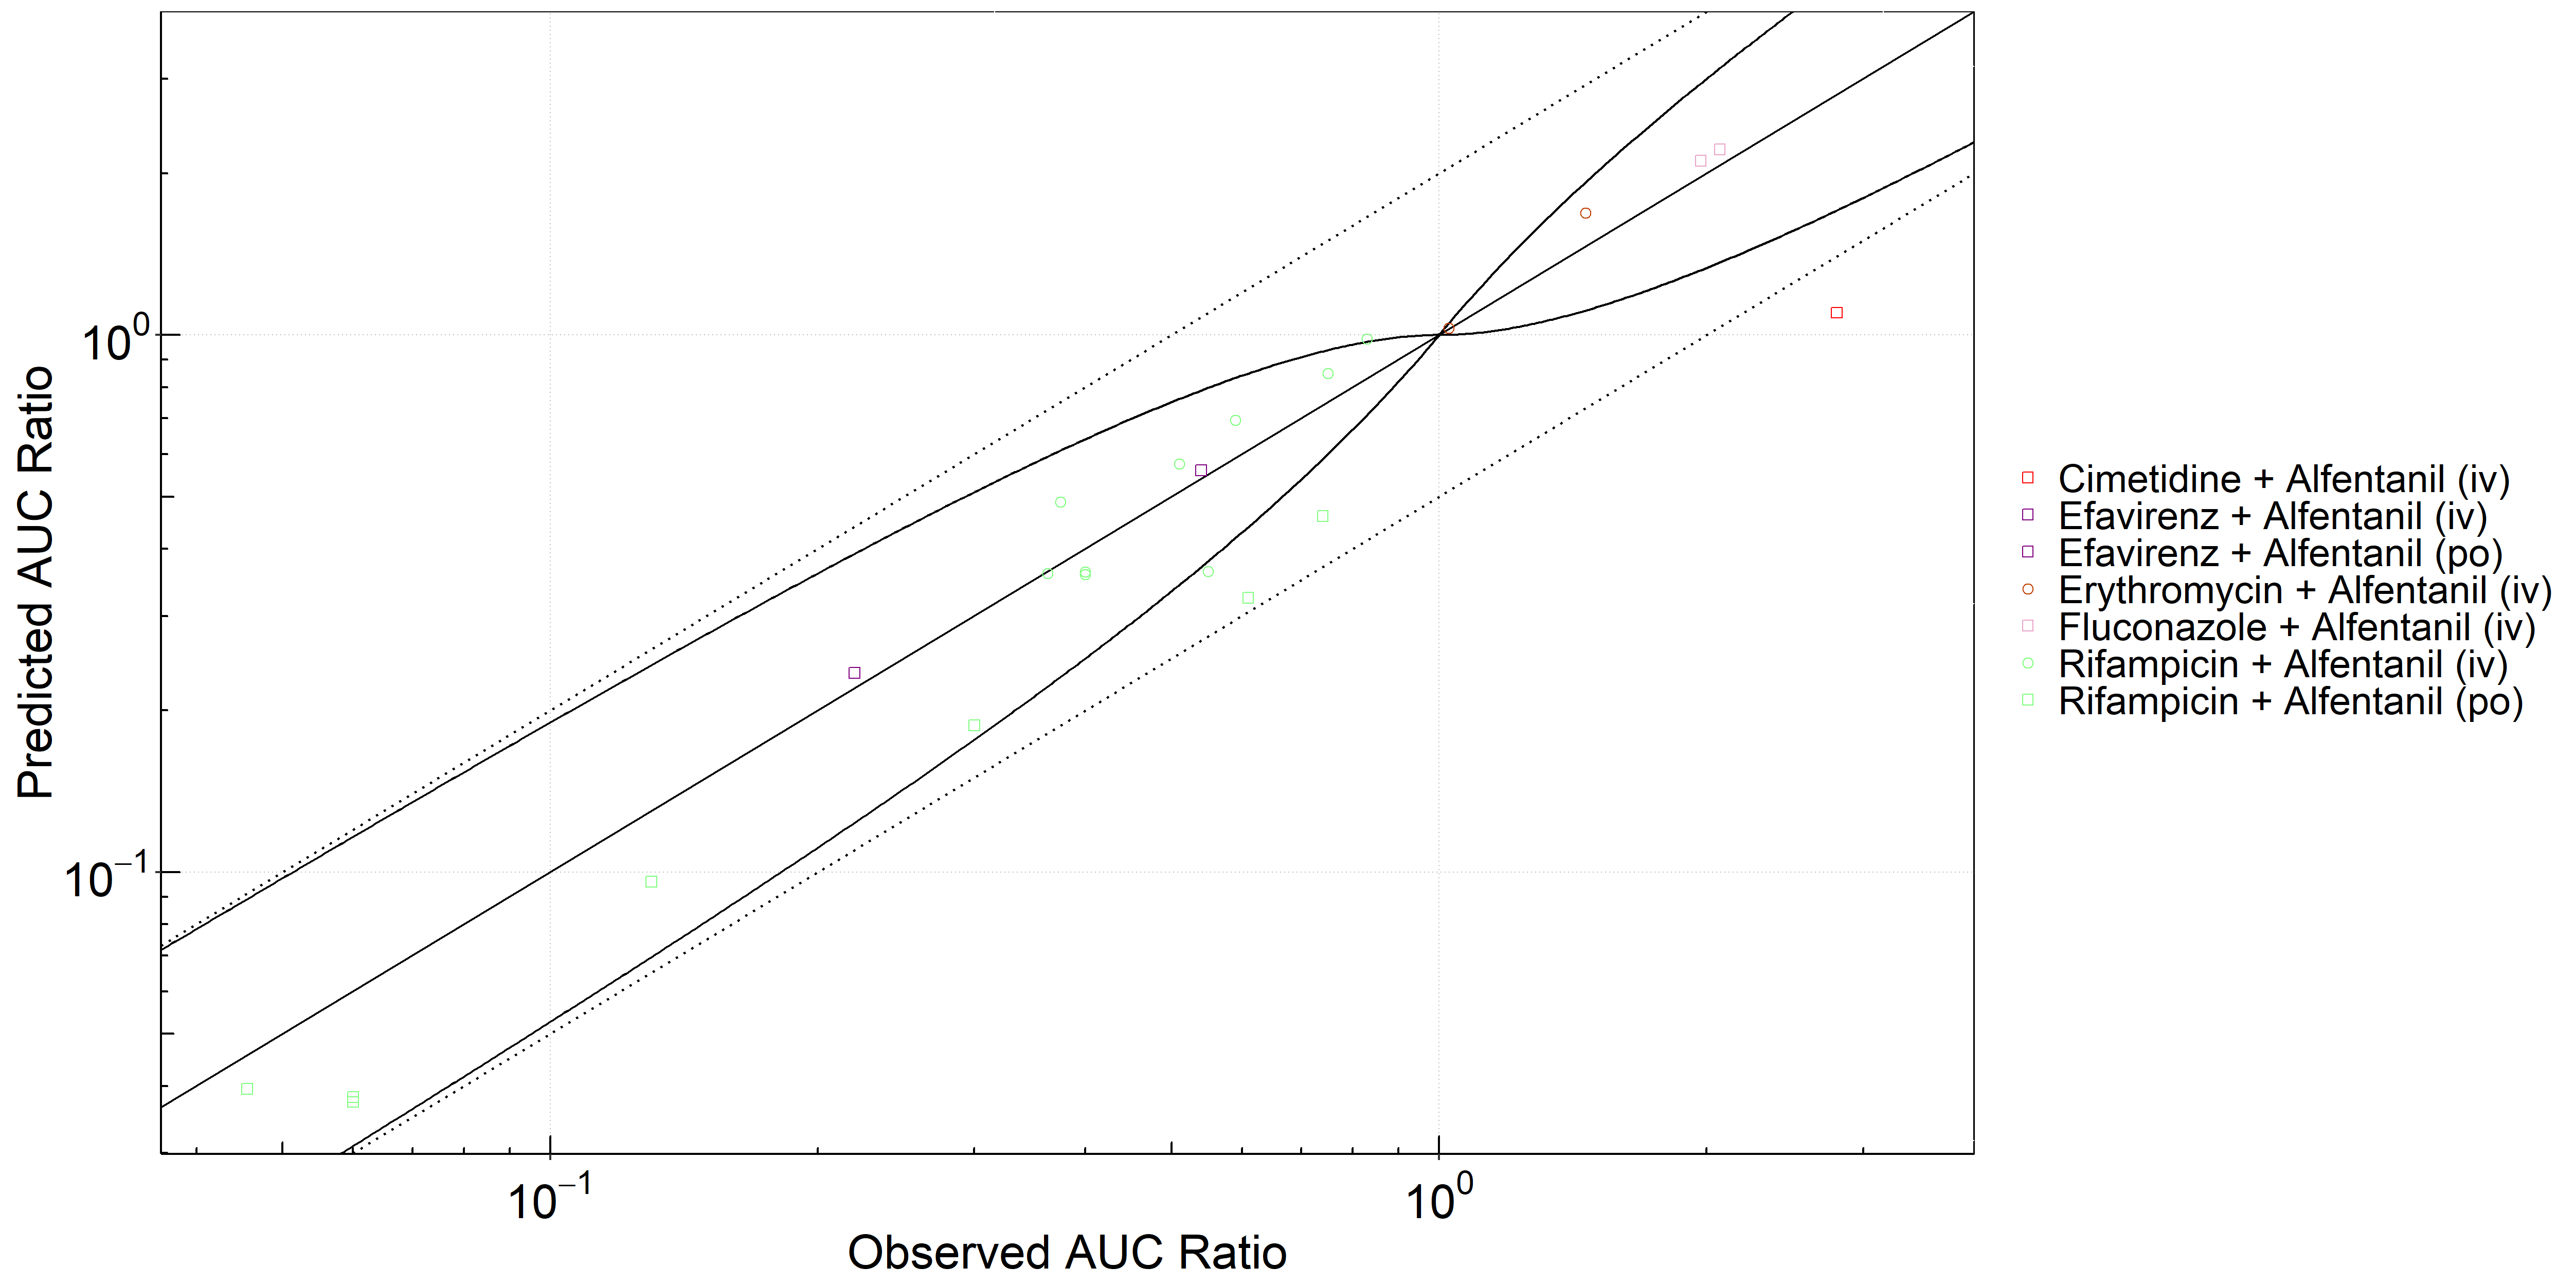 Predicted AUC Ratio
10⁰
10⁻¹
10⁻¹
10⁰
Observed AUC Ratio
Cimetidine + Alfentanil (iv)
Efavirenz + Alfentanil (iv)
Efavirenz + Alfentanil (po)
Erythromycin + Alfentanil (iv)
Fluconazole + Alfentanil (iv)
Rifampicin + Alfentanil (iv)
Rifampicin + Alfentanil (po)